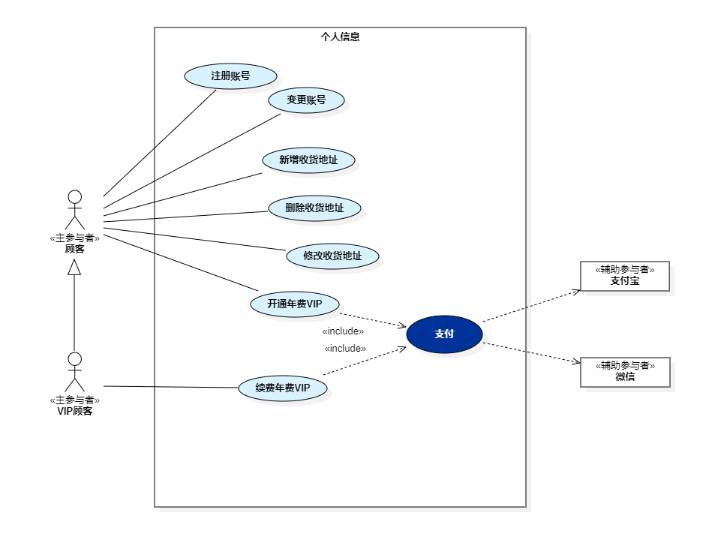 个人信息
注册账号
变更账号
新增收货地址
删除收货地址
修改收货地址
开通年费VIP
«include»
«include»
续费年费VIP
支付
«主参与者»
顾客
«主参与者»
VIP顾客
«辅助参与者»
支付宝
«辅助参与者»
微信